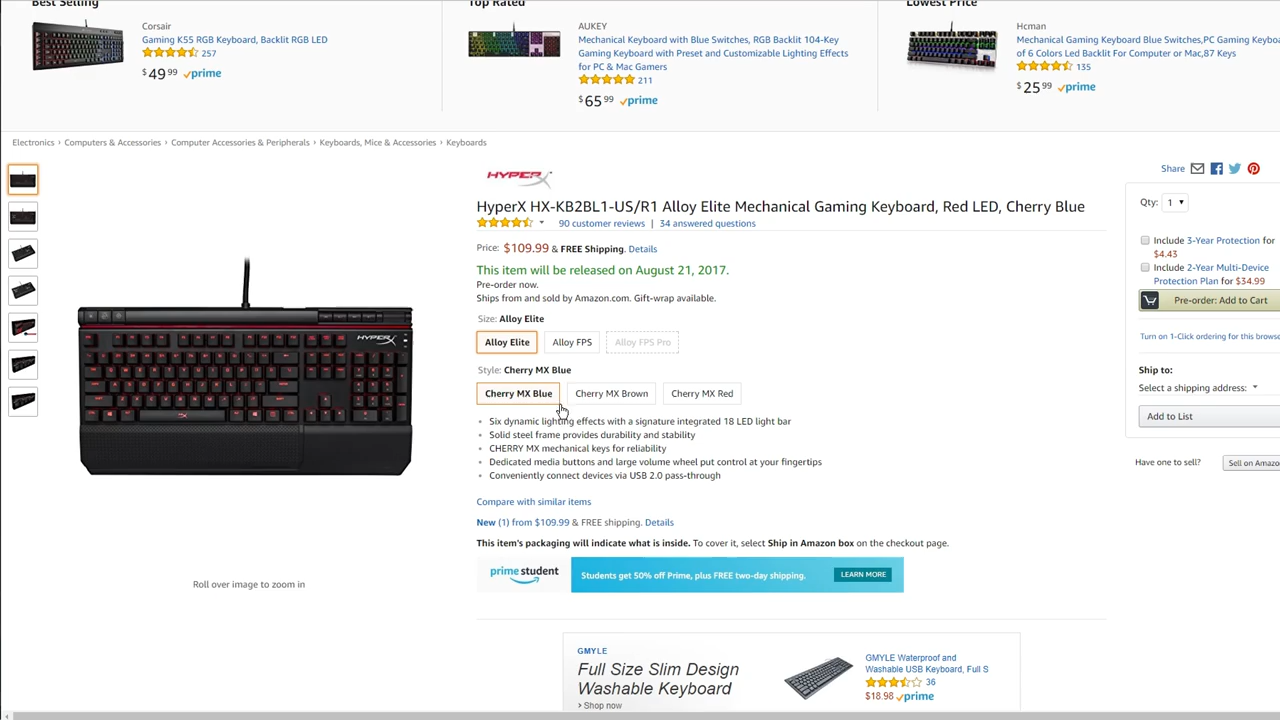 Best Selling
Top Rated
Lowest Price
Corsair
Gaming K55 RGB Keyboard, Backlit RGB LED
257
$49 99 prime
AUKEY
Mechanical Keyboard with Blue Switches, RGB Backlit 104-Key
Gaming Keyboard with Preset and Customizable Lighting Effects
for PC & Mac Gamers
211
$65 99 prime
Hcman
Mechanical Gaming Keyboard Blue Switches,PC Gaming Keyboa
of 6 Colors Led Backlit For Computer or Mac,87 Keys
135
$25 99 prime
Electronics › Computers & Accessories › Computer Accessories & Peripherals › Keyboards, Mice & Accessories › Keyboards
HYPERX
HyperX HX-KB2BL1-US/R1 Alloy Elite Mechanical Gaming Keyboard, Red LED, Cherry Blue
90 customer reviews | 34 answered questions
Price: $109.99 & FREE Shipping. Details
This item will be released on August 21, 2017.
Pre-order now.
Ships from and sold by Amazon.com. Gift-wrap available.
Size: Alloy Elite
Alloy Elite
Alloy FPS
Alloy FPS Pro
Style: Cherry MX Blue
Cherry MX Blue
Cherry MX Brown
Cherry MX Red
Six dynamic lighting effects with a signature integrated 18 LED light bar
Solid steel frame provides durability and stability
CHERRY MX mechanical keys for reliability
Dedicated media buttons and large volume wheel put control at your fingertips
Conveniently connect devices via USB 2.0 pass-through
Compare with similar items
New (1) from $109.99 & FREE shipping. Details
This item's packaging will indicate what is inside. To cover it, select Ship in Amazon box on the checkout page.
prime student
Students get 50% off Prime, plus FREE two-day shipping.
LEARN MORE
HYPERX
Roll over image to zoom in
Share
Qty: 1
Include 3-Year Protection for
$4.43
Include 2-Year Multi-Device
Protection Plan for $34.99
Pre-order: Add to Cart
Turn on 1-Click ordering for this browse
Ship to:
Select a shipping address:
Add to List
Have one to sell?
Sell on Amazo
GMYLE
Full Size Slim Design
Washable Keyboard
› Shop now
GMYLE Waterproof and
Washable USB Keyboard, Full S
36
$18.98 prime